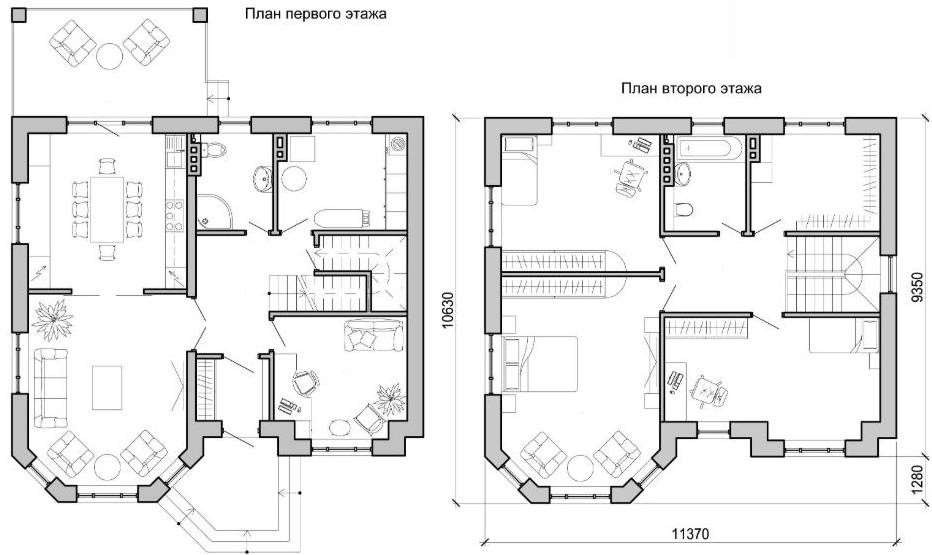 План первого этажа
План второго этажа
10630
9350
1280
11370